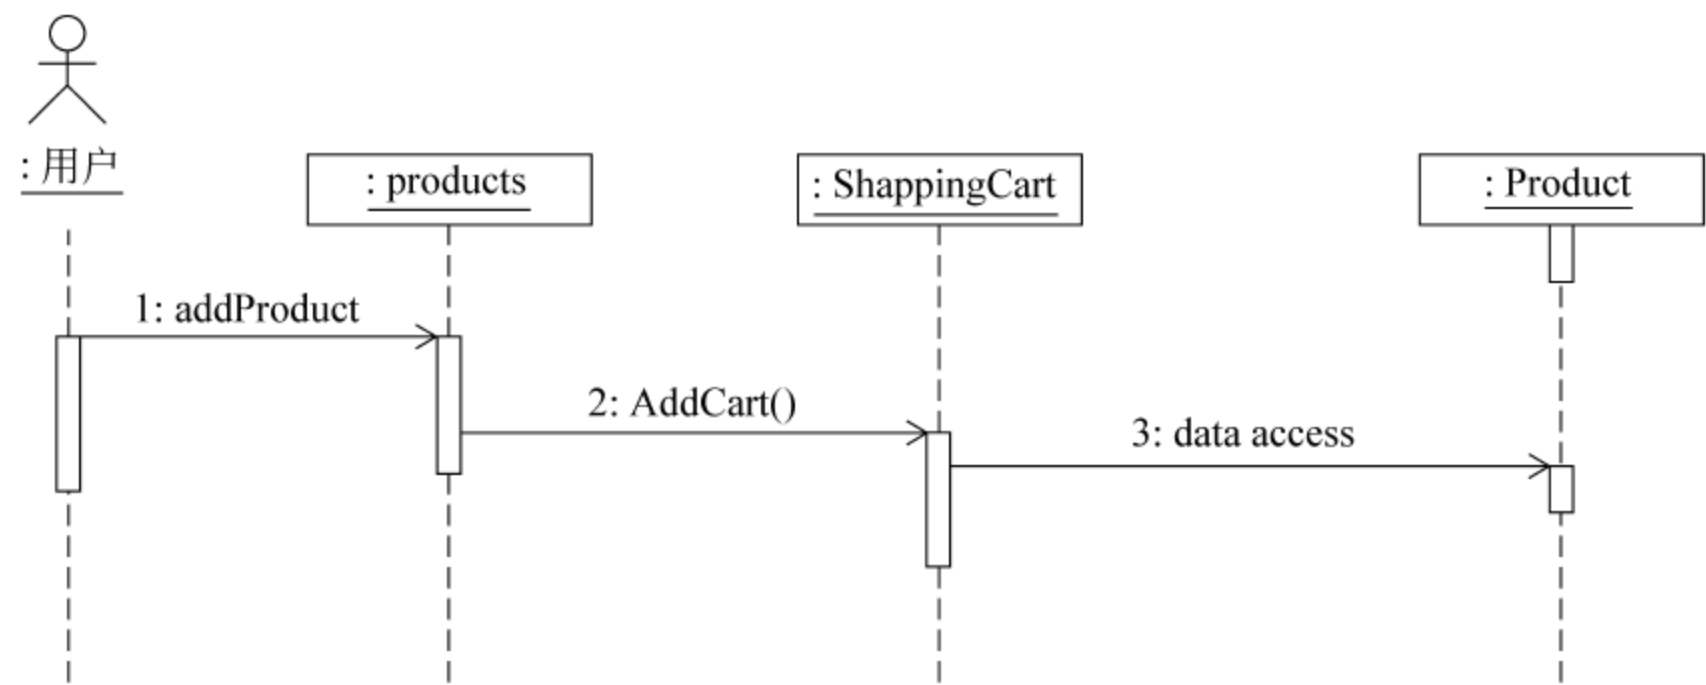 : 用户
: products
: ShappingCart
: Product
1: addProduct
2: AddCart()
3: data access